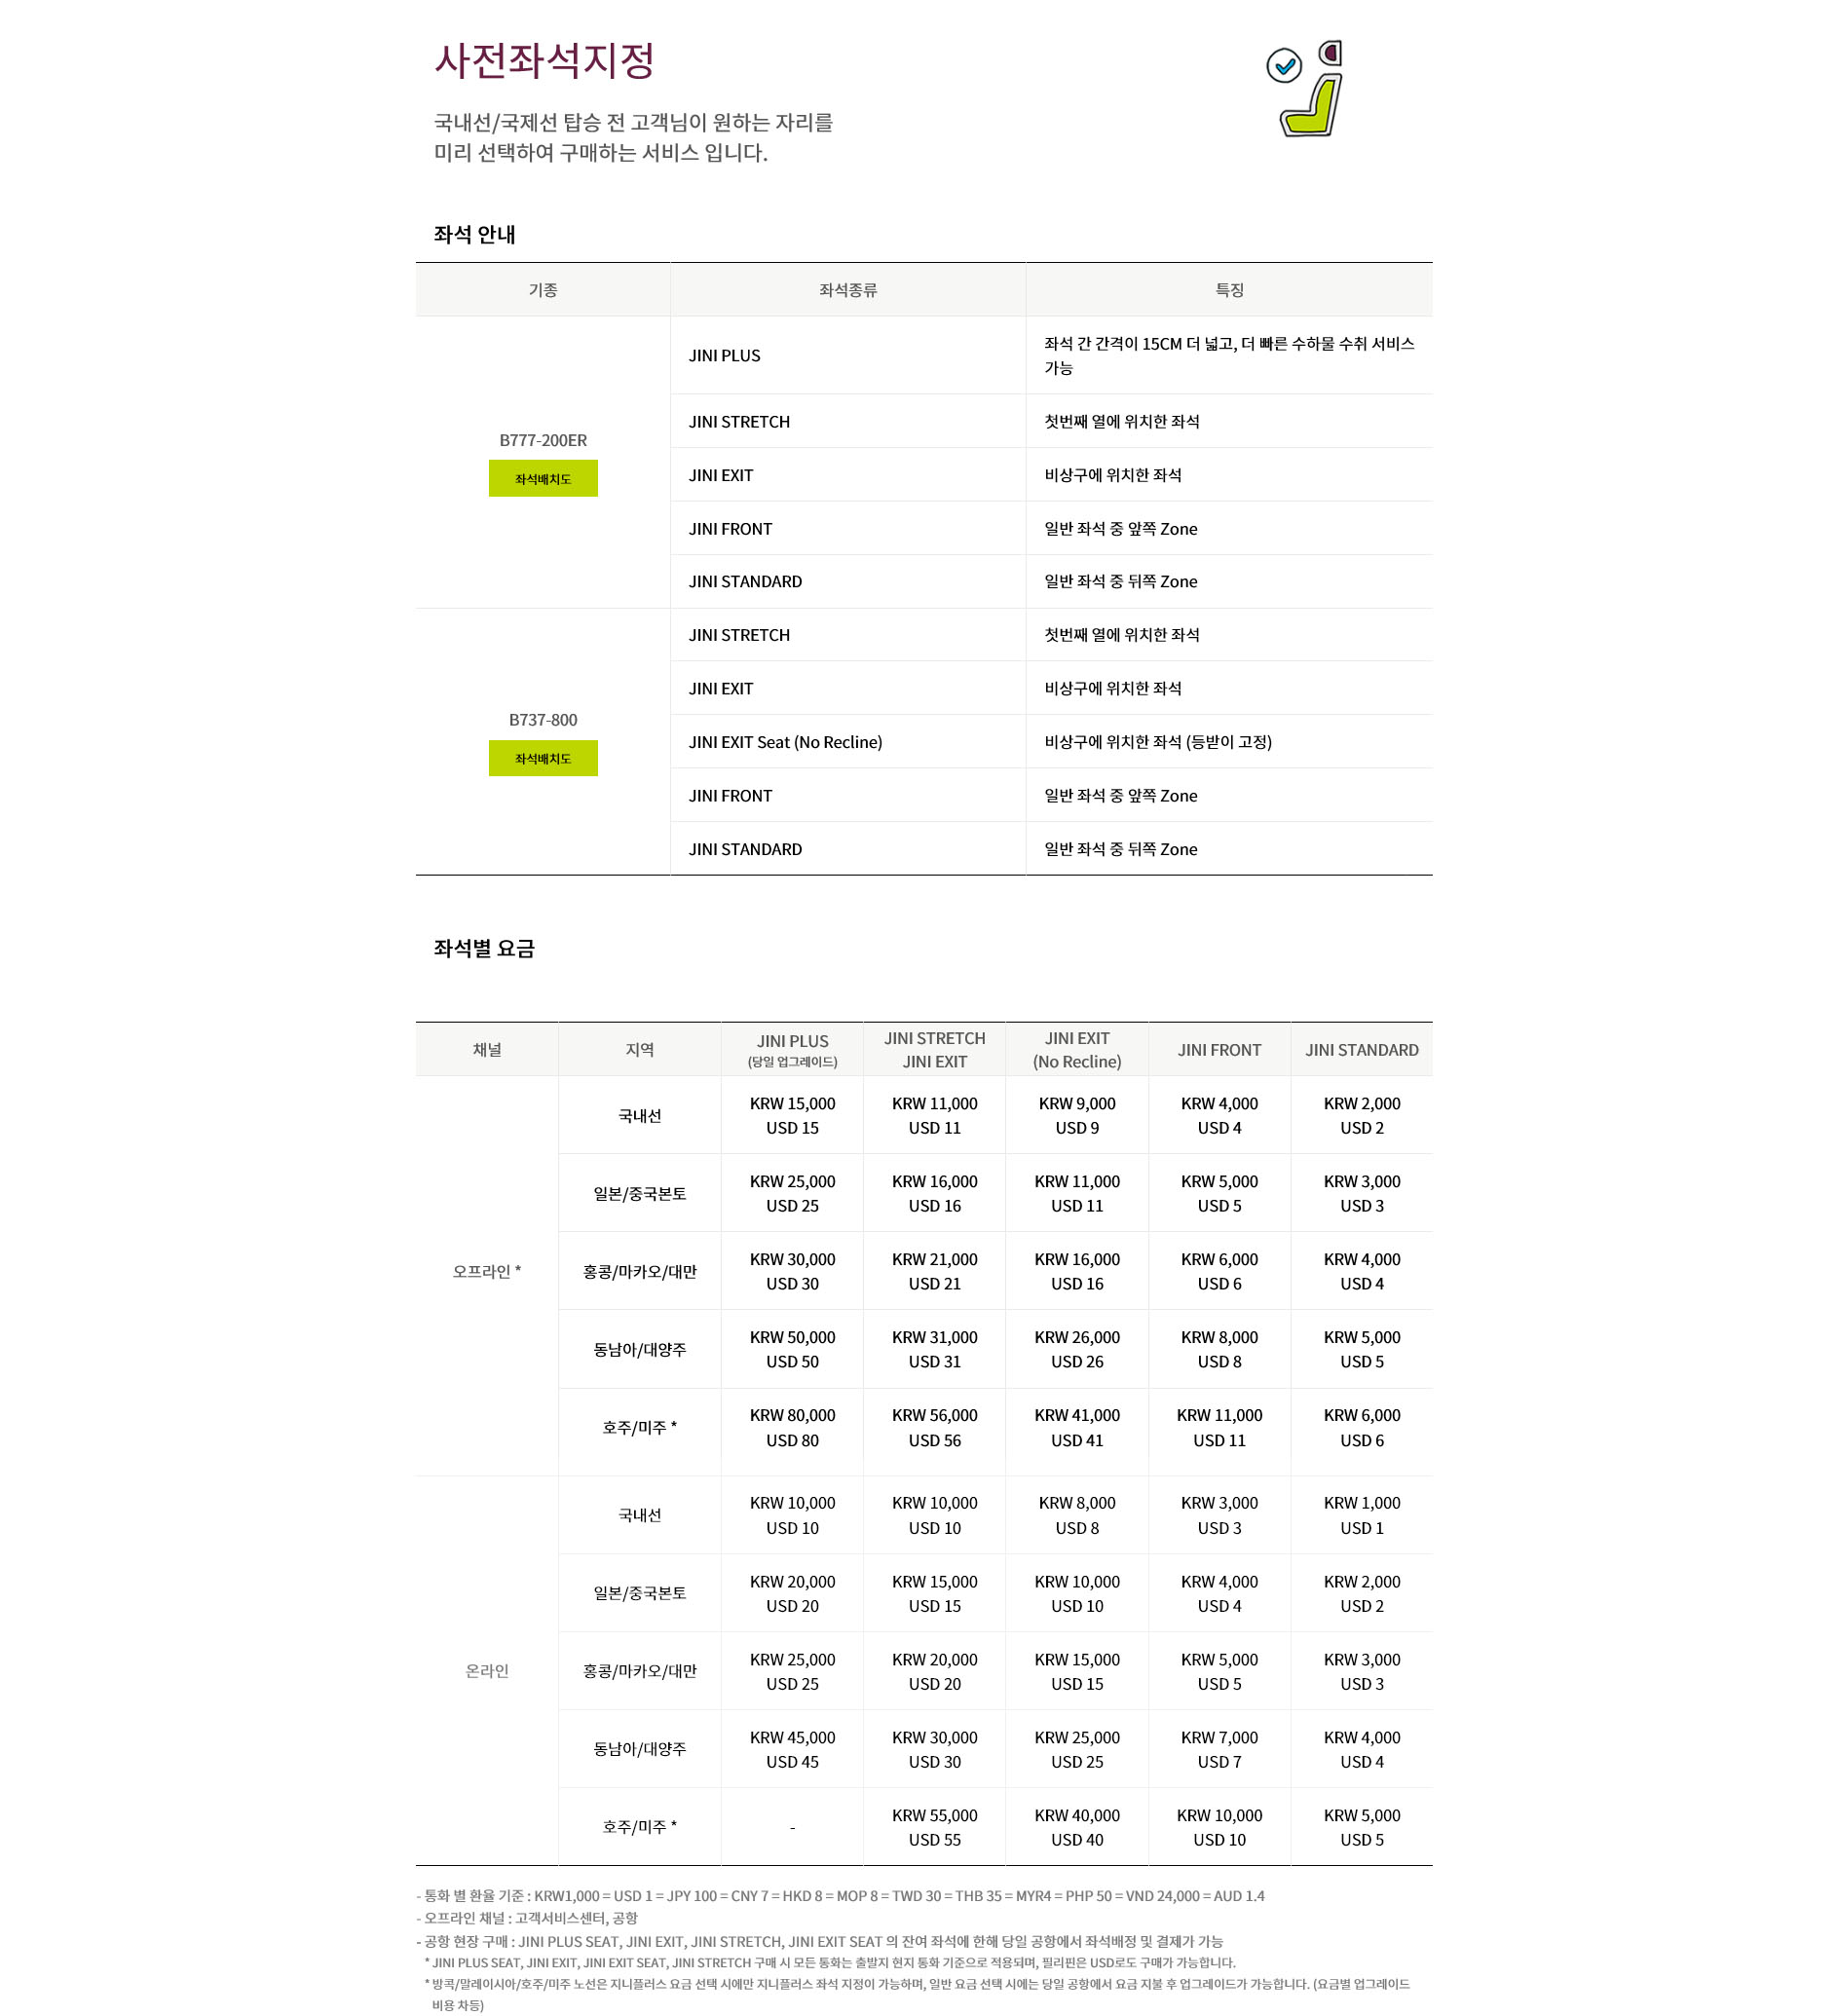 사전좌석지정
국내선/국제선 탑승 전 고객님이 원하는 자리를
미리 선택하여 구매하는 서비스 입니다.
좌석 안내
기종 좌석종류 특징
JINI PLUS 좌석 간 간격이 15CM 더 넓고, 더 빠른 수하물 수취 서비스
가능
JINI STRETCH 첫번째 열에 위치한 좌석
B777-200ER
JINI EXIT 비상구에 위치한 좌석
좌석배치도
JINI FRONT 일반 좌석 중 앞쪽 Zone
JINI STANDARD 일반 좌석 중 뒤쪽 Zone
JINI STRETCH 첫번째 열에 위치한 좌석
JINI EXIT 비상구에 위치한 좌석
B737-800
JINI EXIT Seat (No Recline) 비상구에 위치한 좌석 (등받이 고정)
좌석배치도
JINI FRONT 일반 좌석 중 앞쪽 Zone
JINI STANDARD 일반 좌석 중 뒤쪽 Zone
좌석별 요금
채널 지역 JINI PLUS JINI STRETCH JINI EXIT JINI FRONT JINI STANDARD
(당일 업그레이드) JINI EXIT (No Recline)
국내선 KRW 15,000 KRW 11,000 KRW 9,000 KRW 4,000 KRW 2,000
USD 15 USD 11 USD 9 USD 4 USD 2
일본/중국본토 KRW 25,000 KRW 16,000 KRW 11,000 KRW 5,000 KRW 3,000
USD 25 USD 16 USD 11 USD 5 USD 3
오프라인 * 홍콩/마카오/대만 KRW 30,000 KRW 21,000 KRW 16,000 KRW 6,000 KRW 4,000
USD 30 USD 21 USD 16 USD 6 USD 4
동남아/대양주 KRW 50,000 KRW 31,000 KRW 26,000 KRW 8,000 KRW 5,000
USD 50 USD 31 USD 26 USD 8 USD 5
호주/미주 * KRW 80,000 KRW 56,000 KRW 41,000 KRW 11,000 KRW 6,000
USD 80 USD 56 USD 41 USD 11 USD 6
국내선 KRW 10,000 KRW 10,000 KRW 8,000 KRW 3,000 KRW 1,000
USD 10 USD 10 USD 8 USD 3 USD 1
일본/중국본토 KRW 20,000 KRW 15,000 KRW 10,000 KRW 4,000 KRW 2,000
USD 20 USD 15 USD 10 USD 4 USD 2
온라인 홍콩/마카오/대만 KRW 25,000 KRW 20,000 KRW 15,000 KRW 5,000 KRW 3,000
USD 25 USD 20 USD 15 USD 5 USD 3
동남아/대양주 KRW 45,000 KRW 30,000 KRW 25,000 KRW 7,000 KRW 4,000
USD 45 USD 30 USD 25 USD 7 USD 4
호주/미주 * - KRW 55,000 KRW 40,000 KRW 10,000 KRW 5,000
USD 55 USD 40 USD 10 USD 5
- 통화 별 환율 기준 : KRW1,000 = USD 1 = JPY 100 = CNY 7 = HKD 8 = MOP 8 = TWD 30 = THB 35 = MYR4 = PHP 50 = VND 24,000 = AUD 1.4
- 오프라인 채널 : 고객서비스센터, 공항
- 공항 현장 구매 : JINI PLUS SEAT, JINI EXIT, JINI STRETCH, JINI EXIT SEAT 의 잔여 좌석에 한해 당일 공항에서 좌석배정 및 결제가 가능
* JINI PLUS SEAT, JINI EXIT, JINI EXIT SEAT, JINI STRETCH 구매 시 모든 통화는 출발지 현지 통화 기준으로 적용되며, 필리핀은 USD로도 구매가 가능합니다.
* 방콕/말레이시아/호주/미주 노선은 지니플러스 요금 선택 시에만 지니플러스 좌석 지정이 가능하며, 일반 요금 선택 시에는 당일 공항에서 요금 지불 후 업그레이드가 가능합니다. (요금별 업그레이드
비용 차등)